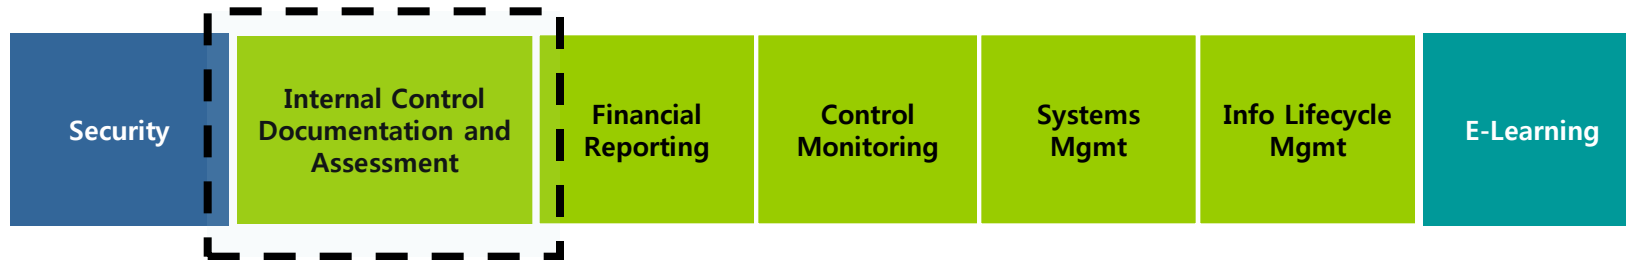 Security
Internal Control
Documentation and
Assessment
Financial
Reporting
Control
Monitoring
Systems
Mgmt
Info Lifecycle
Mgmt
E-Learning